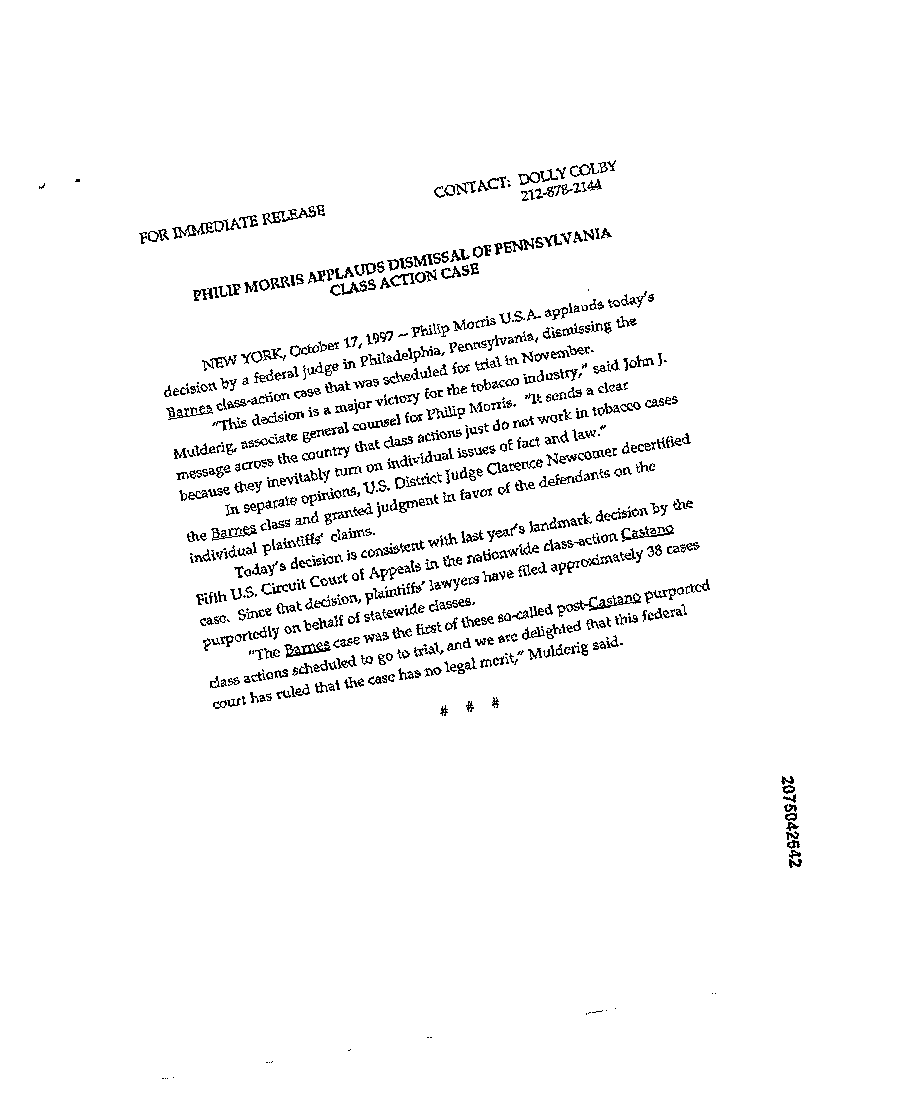 CONTACT: DOLLY COLBY
212-878-2144
FOR IMMEDIATE RELEASE
PHILIP MORRIS APPLAUDS DISMISSAL OF PENNSYLVANIA
CLASS ACTION CASE
NEW YORK, October 17, 1997 -- Philip Morris U.S.A. applauds today's
decision by a federal judge in Philadelphia, Pennsylvania, dismissing the
Barnes class-action case that was scheduled for trial in November.
"This decision is a major victory for the tobacco industry," said John J.
Mulderig, associate general counsel for Philip Morris. "It sends a clear
message across the country that class actions just do not work in tobacco cases
because they inevitably turn on individual issues of fact and law."
In separate opinions, U.S. District Judge Clarence Newcomer decertified
the Barnes class and granted judgment in favor of the defendants on the
individual plaintiffs' claims.
Today's decision is consistent with last year's landmark decision by the
Fifth U.S. Circuit Court of Appeals in the nationwide class-action Castano
case. Since that decision, plaintiffs' lawyers have filed approximately 38 cases
purportedly on behalf of statewide classes.
"The Barnes case was the first of these so-called post-Castano purported
class actions scheduled to go to trial, and we are delighted that this federal
court has ruled that the case has no legal merit," Mulderig said.
# # #
2075042542